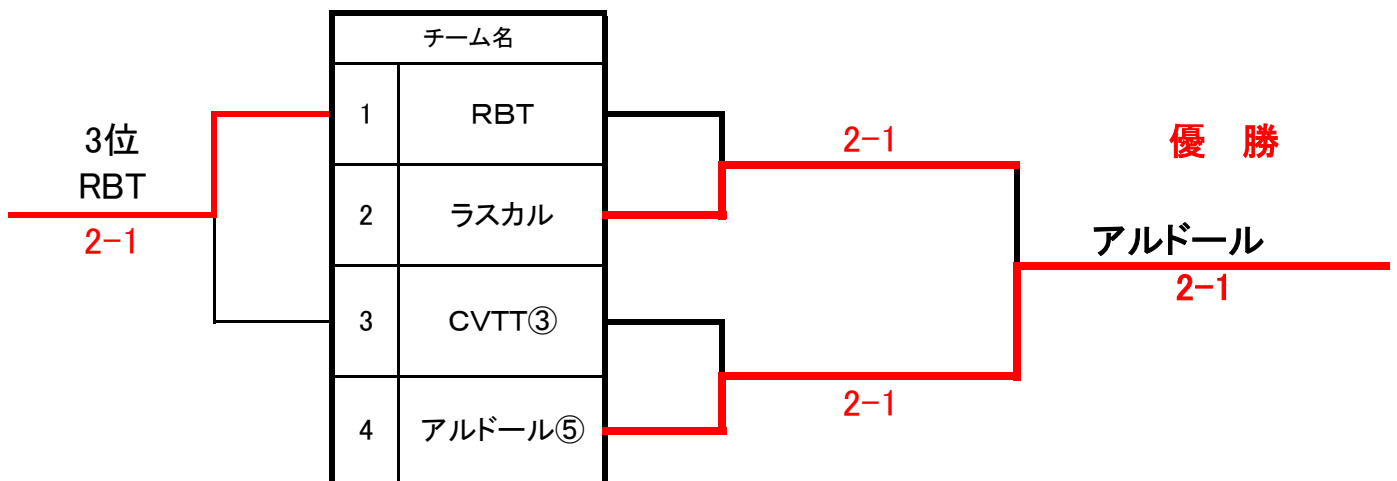 チーム名
3位
RBT
2-1
1 RBT
2 ラスカル
3 CVTT③
4 アルドール⑤
2-1
2-1
優 勝
アルドール
2-1